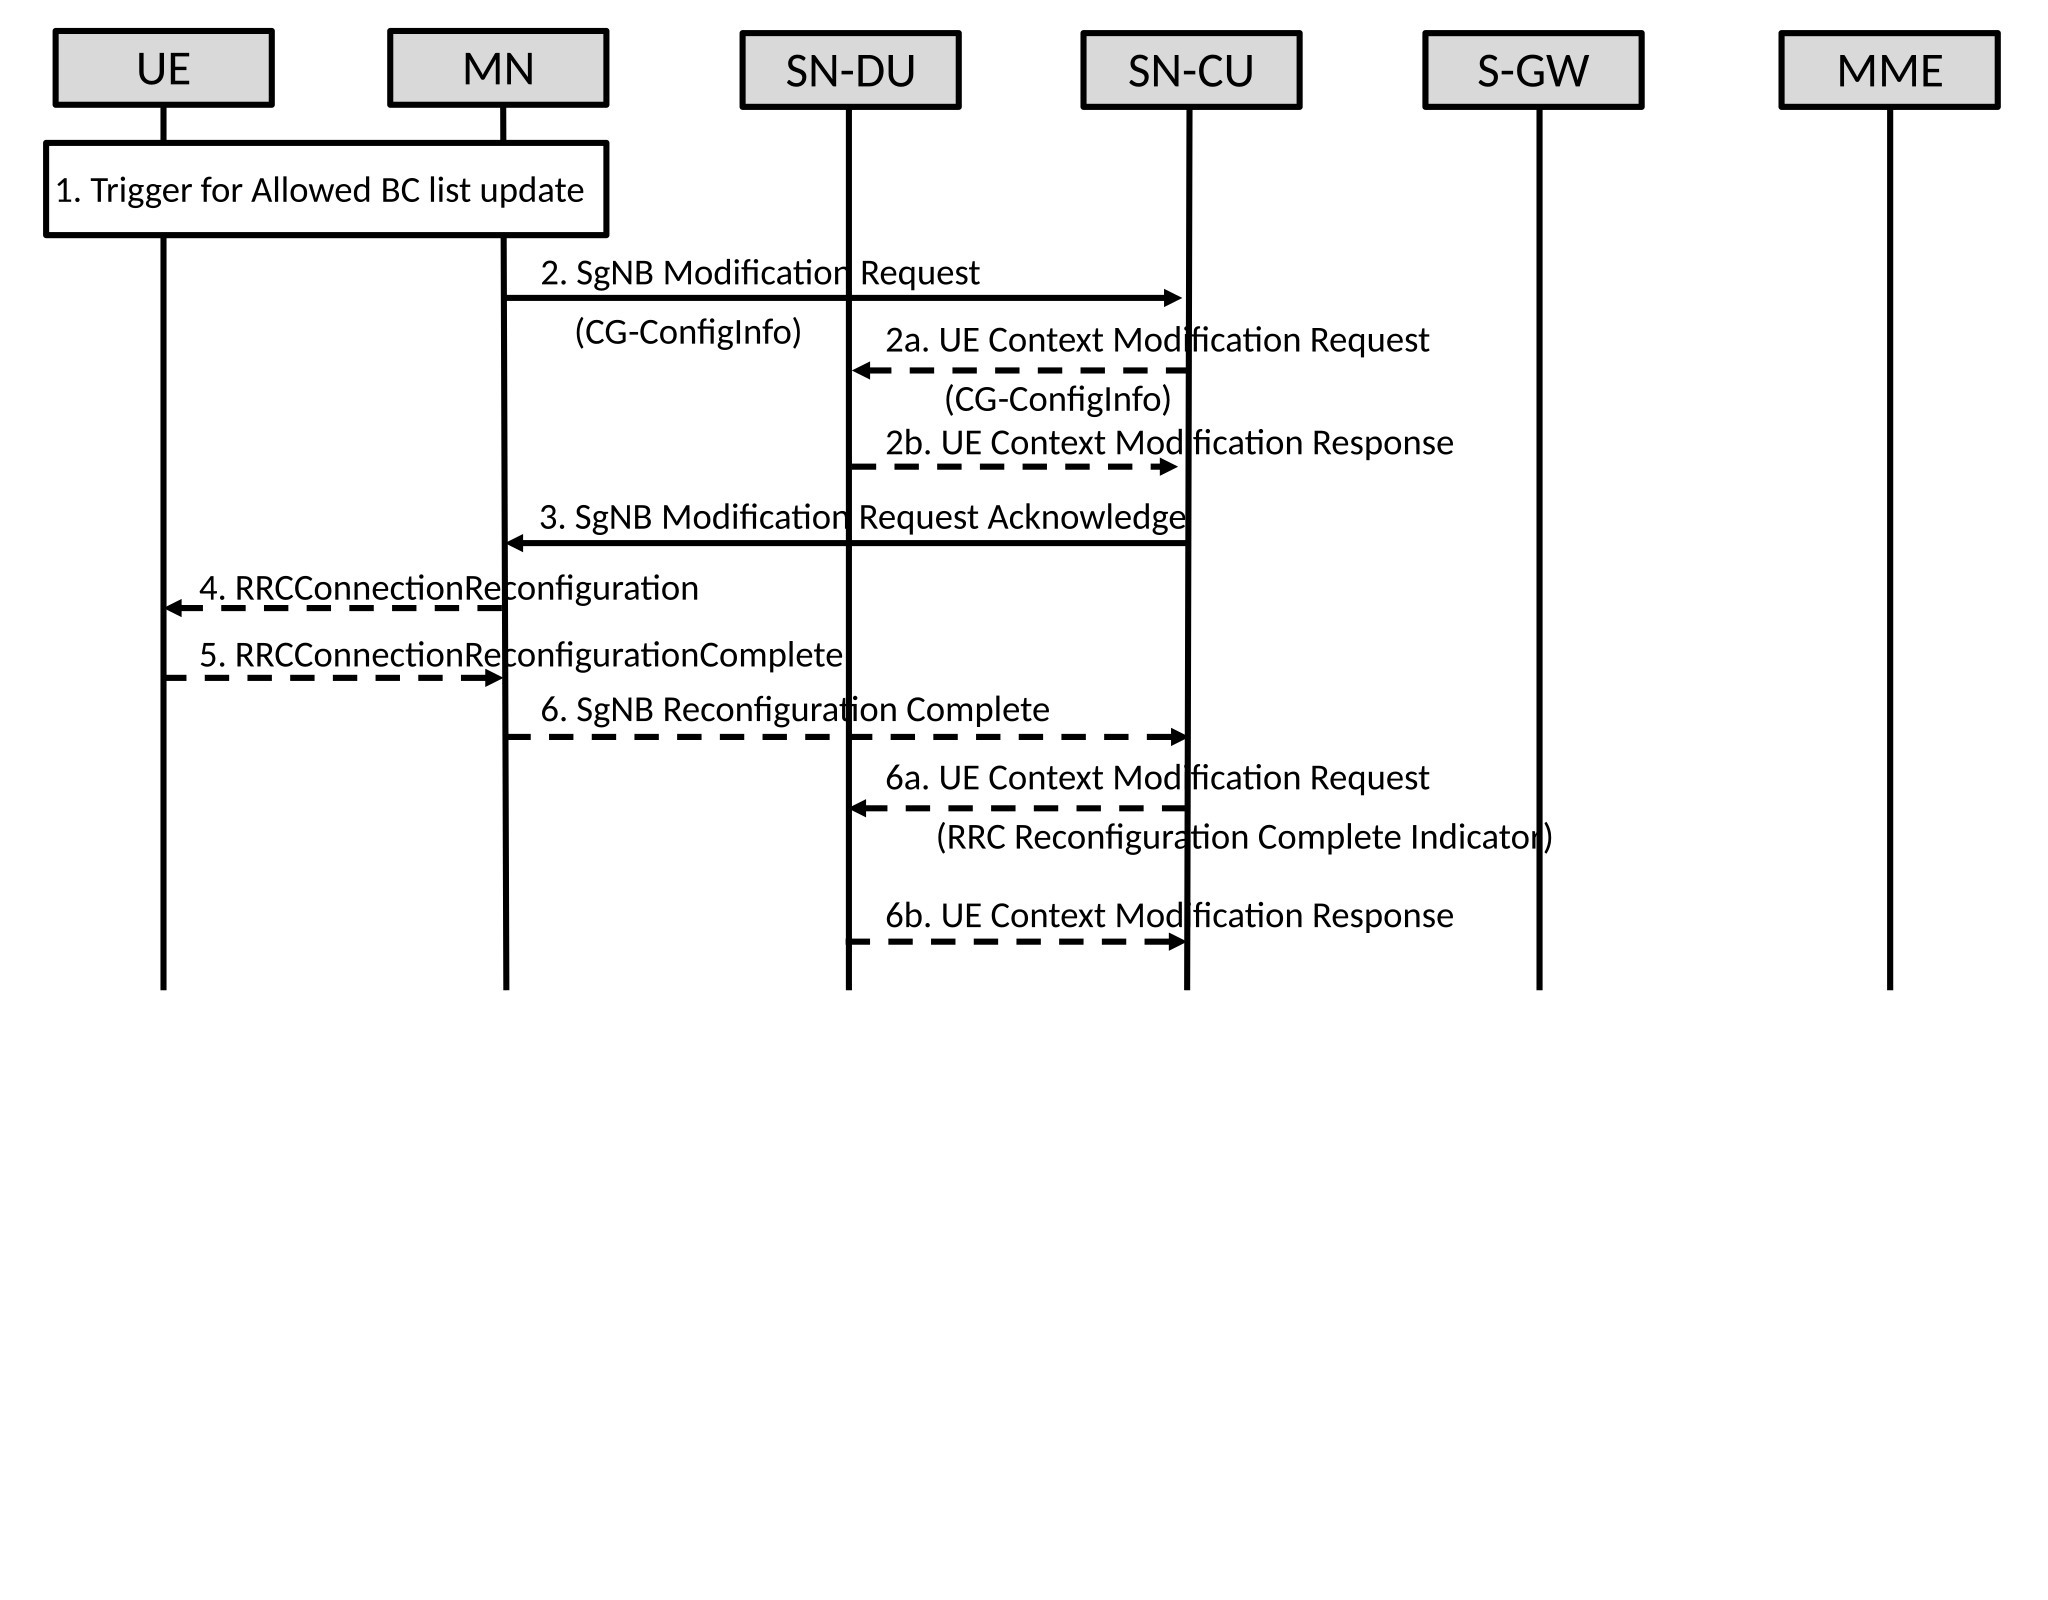 UE
MN
SN-DU
SN-CU
S-GW
MME
1. Trigger for Allowed BC list update
2. SgNB Modification Request
(CG-ConfigInfo)
2a. UE Context Modification Request
(CG-ConfigInfo)
2b. UE Context Modification Response
3. SgNB Modification Request Acknowledge
4. RRCConnectionReconfiguration
5. RRCConnectionReconfigurationComplete
6. SgNB Reconfiguration Complete
6a. UE Context Modification Request
(RRC Reconfiguration Complete Indicator)
6b. UE Context Modification Response